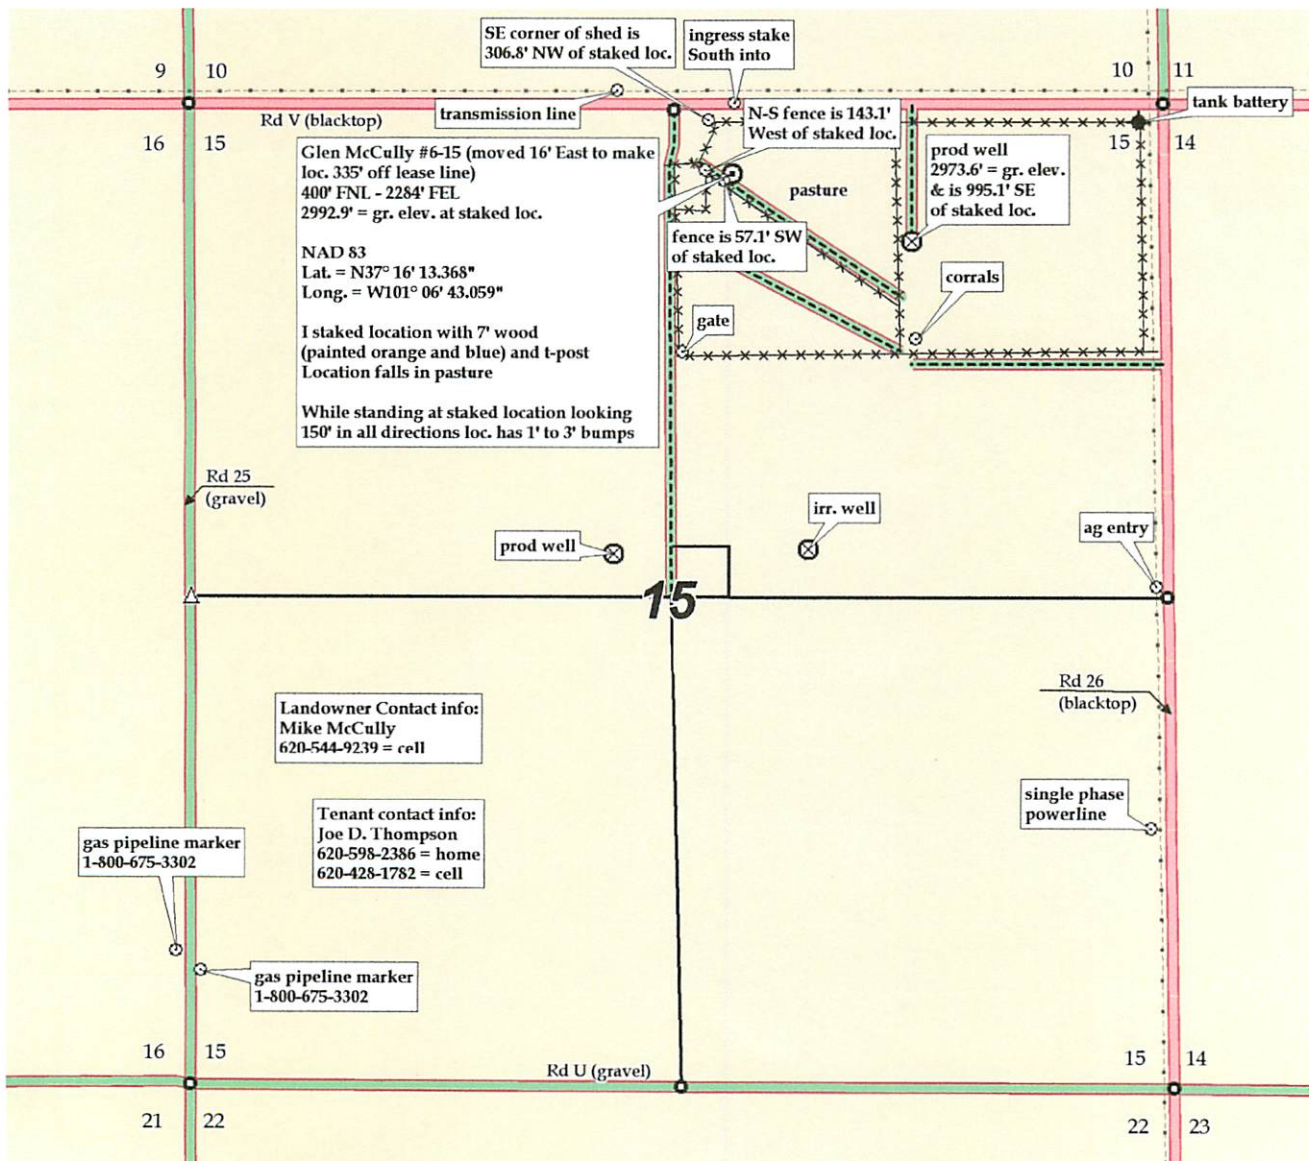 SE corner of shed is
306.8' NW of staked loc.
ingress stake
South into
9
10
10
11
transmission line
N-S fence is 143.1'
West of staked loc.
tank battery
Rd V (blacktop)
16
15
15
14
Glen McCully #6-15 (moved 16' East to make
loc. 335' off lease line)
400' FNL - 2284' FEL
2992.9' = gr. elev. at staked loc.
NAD 83
Lat. = N37° 16' 13.368"
Long. = W101° 06' 43.059"
I staked location with 7' wood
(painted orange and blue) and t-post
Location falls in pasture
While standing at staked location looking
150' in all directions loc. has 1' to 3' bumps
pasture
prod well
2973.6' = gr. elev.
& is 995.1' SE
of staked loc.
fence is 57.1' SW
of staked loc.
corrals
gate
Rd 25
(gravel)
prod well
irr. well
ag entry
15
Rd 26
(blacktop)
Landowner Contact info:
Mike McCully
620-544-9239 = cell
Tenant contact info:
Joe D. Thompson
620-598-2386 = home
620-428-1782 = cell
single phase
powerline
gas pipeline marker
1-800-675-3302
gas pipeline marker
1-800-675-3302
16
15
Rd U (gravel)
15
14
21
22
22
23